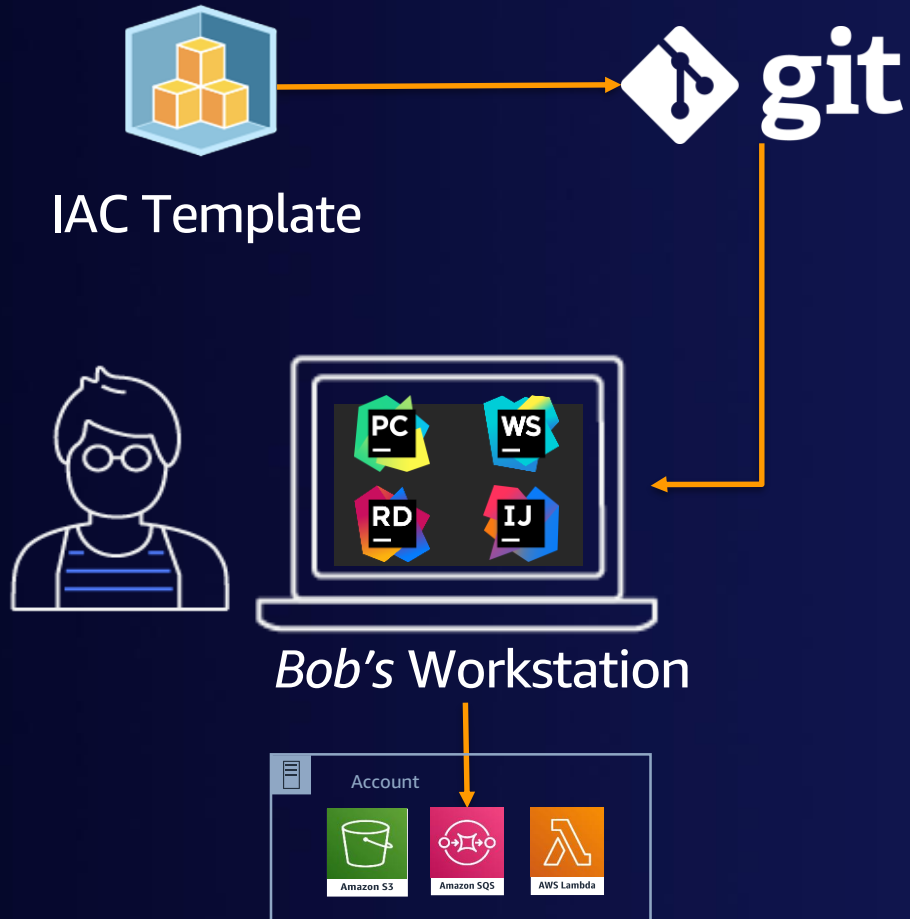 git
IAC Template
PC
WS
RD
IJ
Bob's Workstation
Account
Amazon S3
Amazon SQS
AWS Lambda